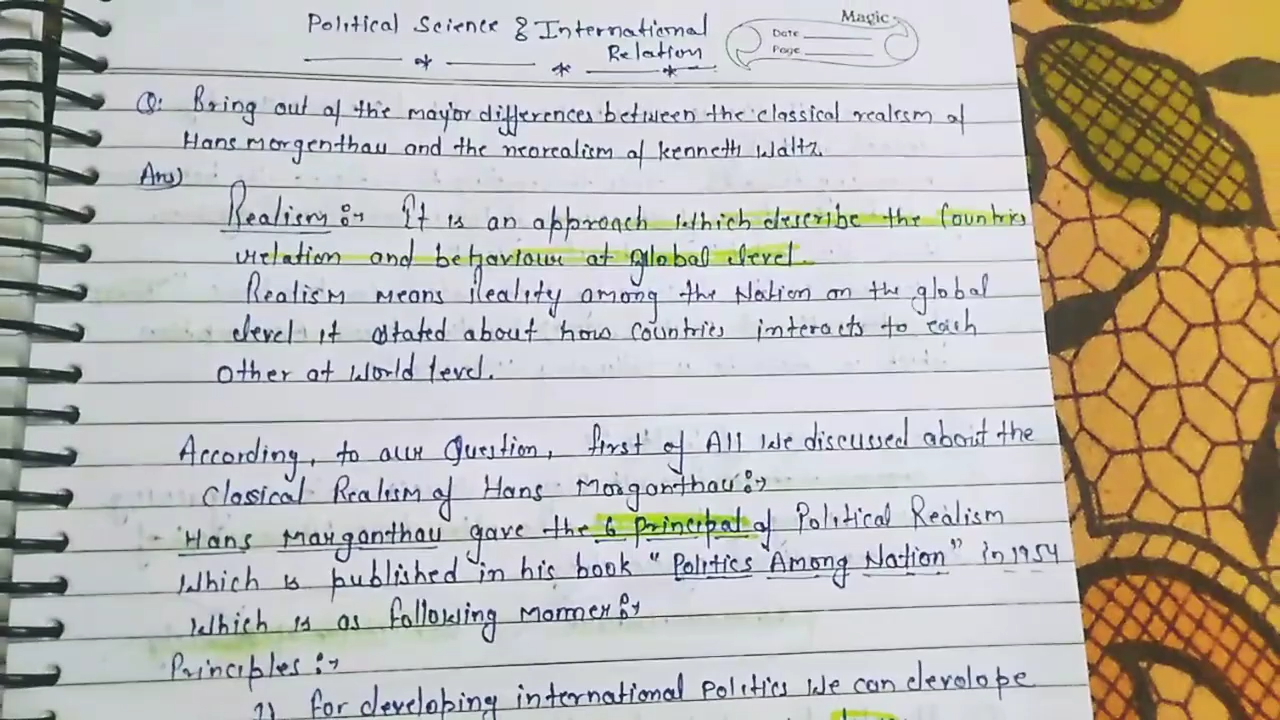 Political Science & International
Relation
Magic
Date
Page
Q: Bring out of the mayor differences between the classical realism of
Hans morgenthau and the neorealism of kenneth Waltz.
Ans)
Realism :- It is an approach which describe the Countries
relation and behaviour at global level.
Realism means Reality among the Nation on the global
level it stated about how countries interacts to each
other at World level.
According, to our Question, first of All we discussed about the
Classical Realism of Hans Morganthau :-
Hans Morganthau gave the 6 principal of Political Realism
Which is published in his book "Politics Among Nation" in 1954
Which is as following manner :-
Principles :-
1) for developing international Politics We can develope